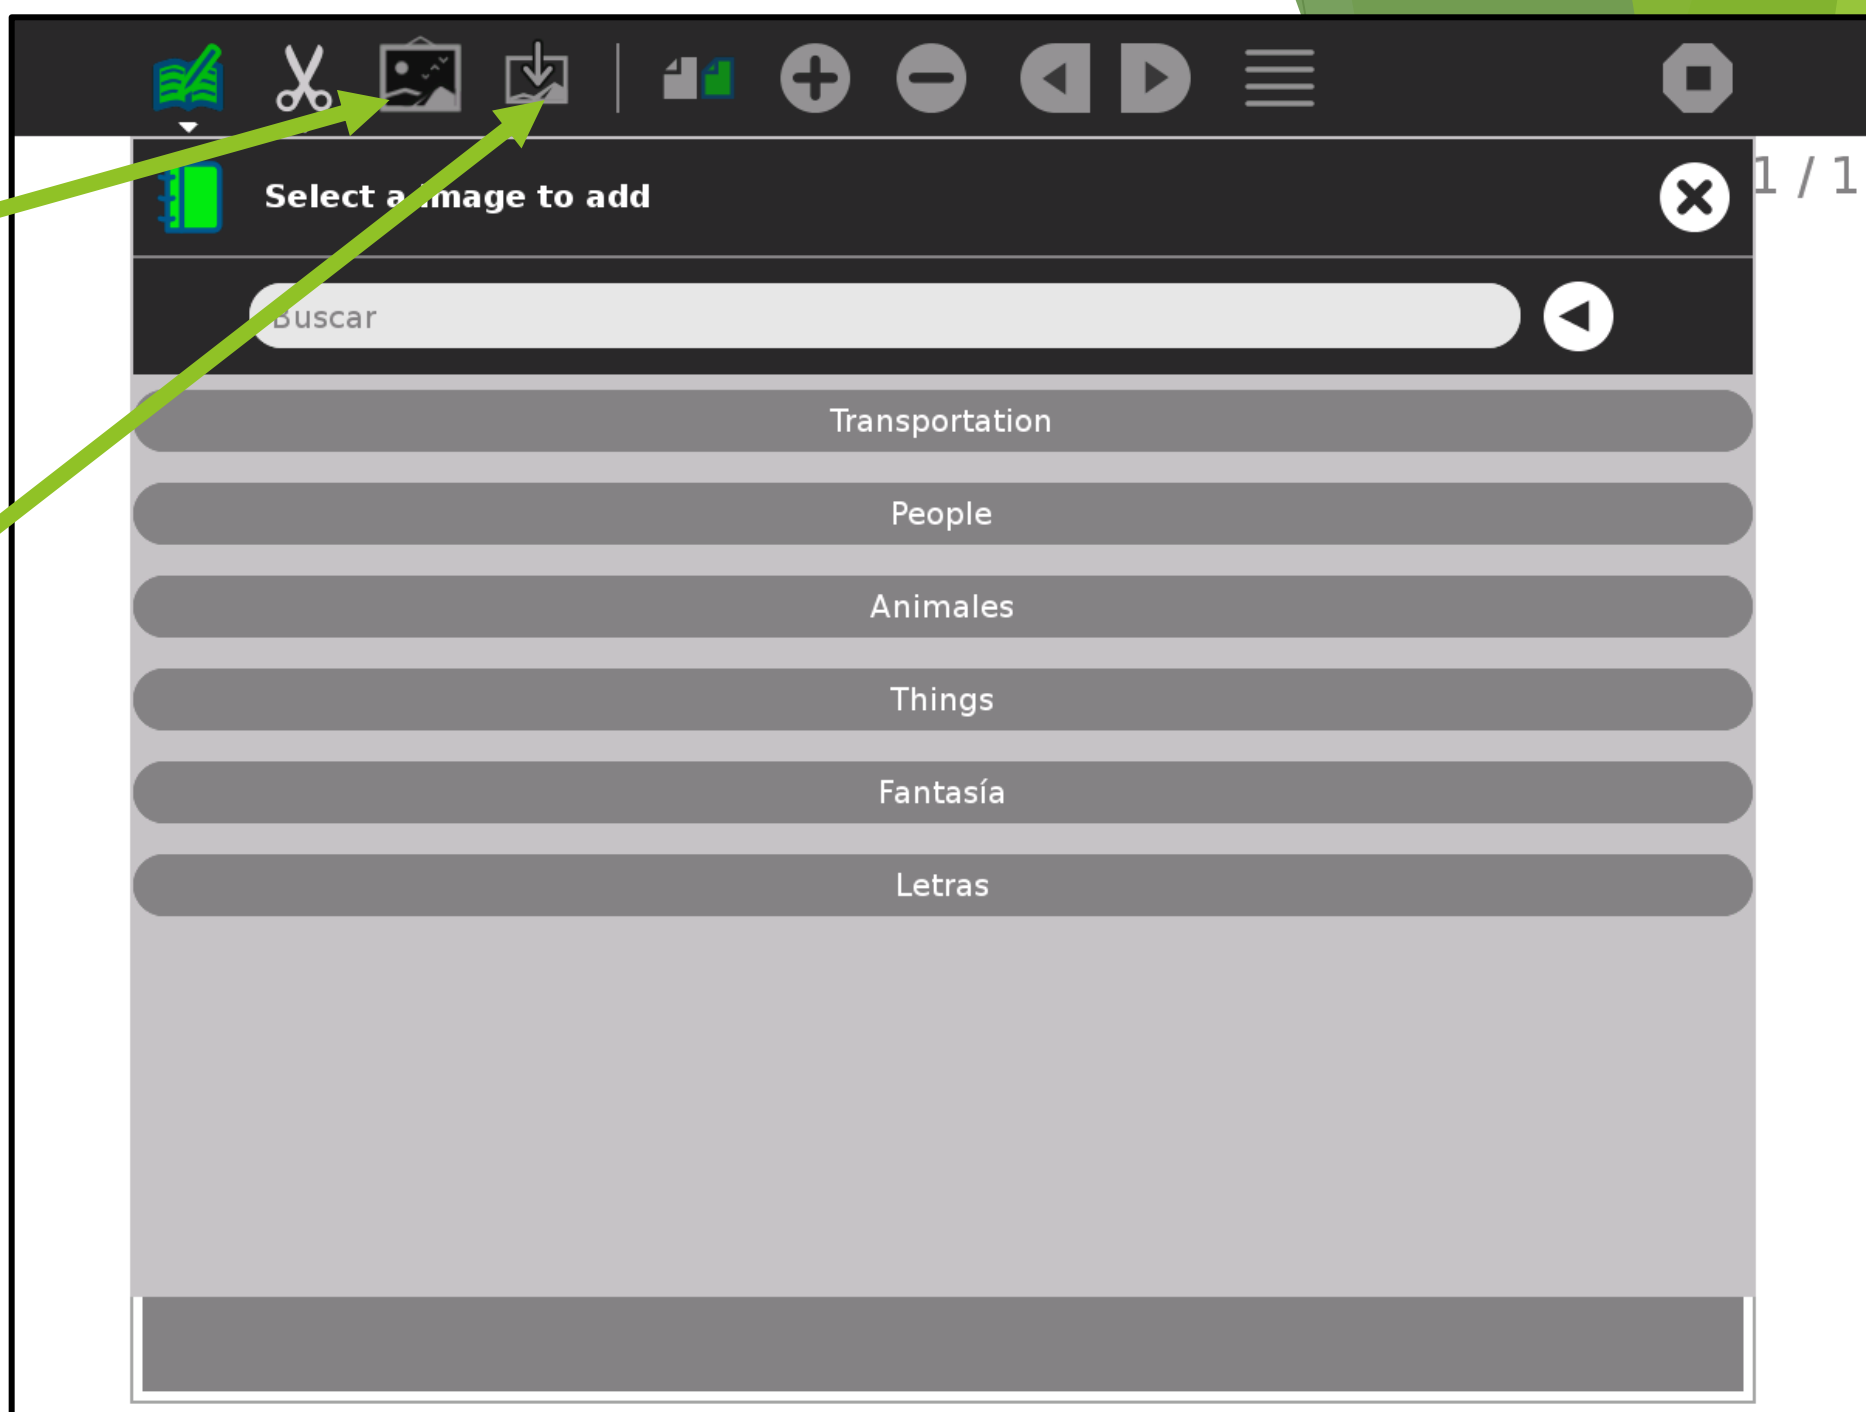 1 / 1
Select a image to add
Buscar
Transportation
People
Animales
Things
Fantasía
Letras